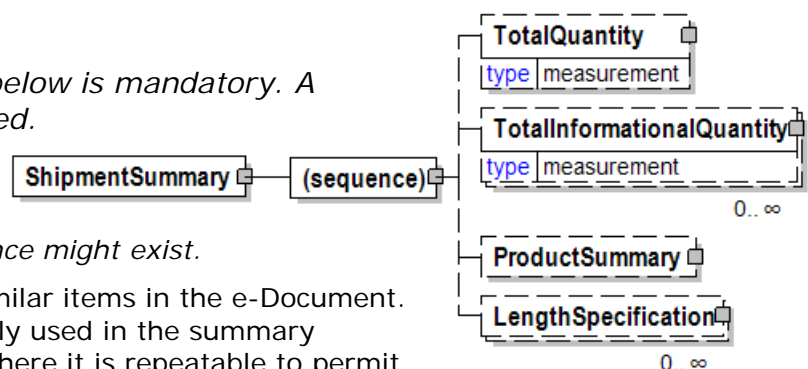 TotalQuantity
type measurement
below is mandatory. A
ed.
TotalInformationalQuantity
type measurement
ShipmentSummary
(sequence)
0.. ∞
nce might exist.
ProductSummary
milar items in the e-Document.
ly used in the summary
LengthSpecification
here it is repeatable to permit
0.. ∞